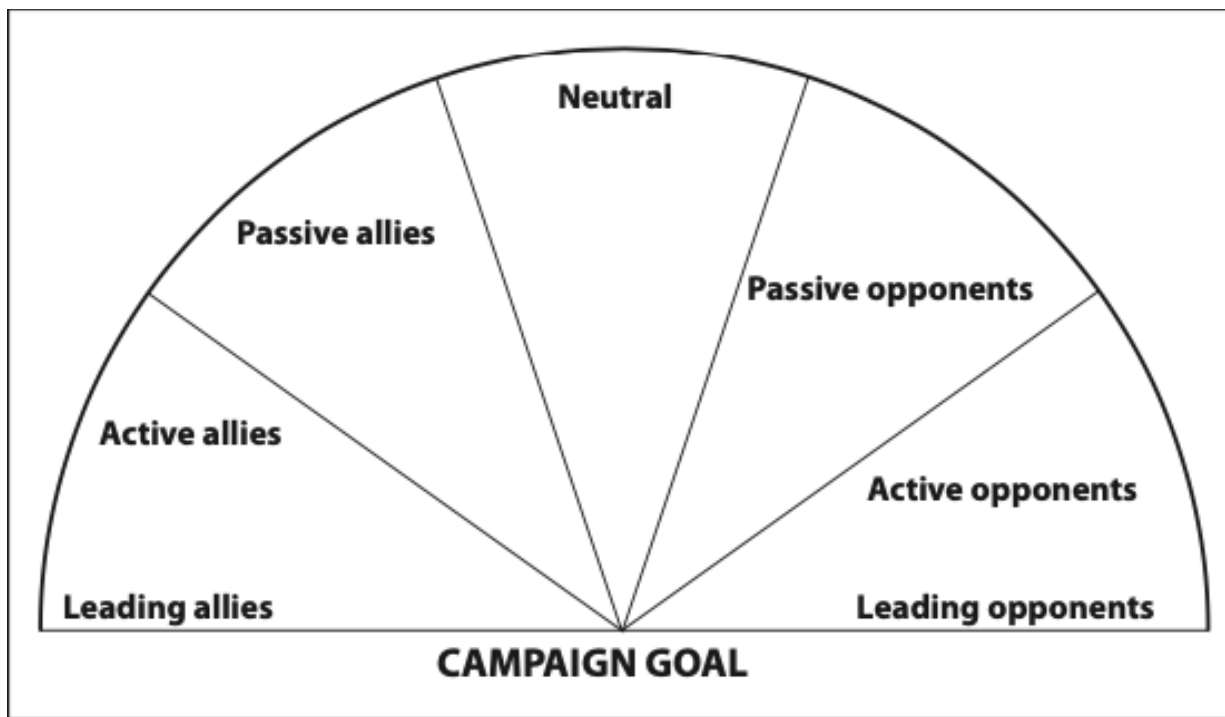 Neutral
Passive allies
Passive opponents
Active allies
Active opponents
Leading allies
Leading opponents
CAMPAIGN GOAL